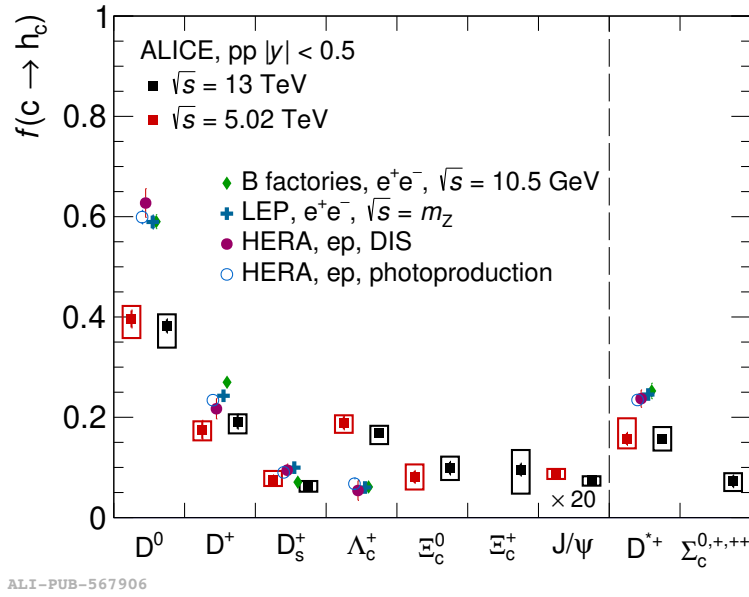 f(c → h_c)
1
0.8
0.6
0.4
0.2
0
ALICE, pp |y| < 0.5
√s = 13 TeV
√s = 5.02 TeV
B factories, e⁺e⁻, √s = 10.5 GeV
LEP, e⁺e⁻, √s = m_Z
HERA, ep, DIS
HERA, ep, photoproduction
× 20
D⁰ D⁺ D_s⁺ Λ_c⁺ Ξ_c⁰ Ξ_c⁺ J/ψ D*⁺ Σ_c⁰,⁺,⁺⁺
ALI-PUB-567906